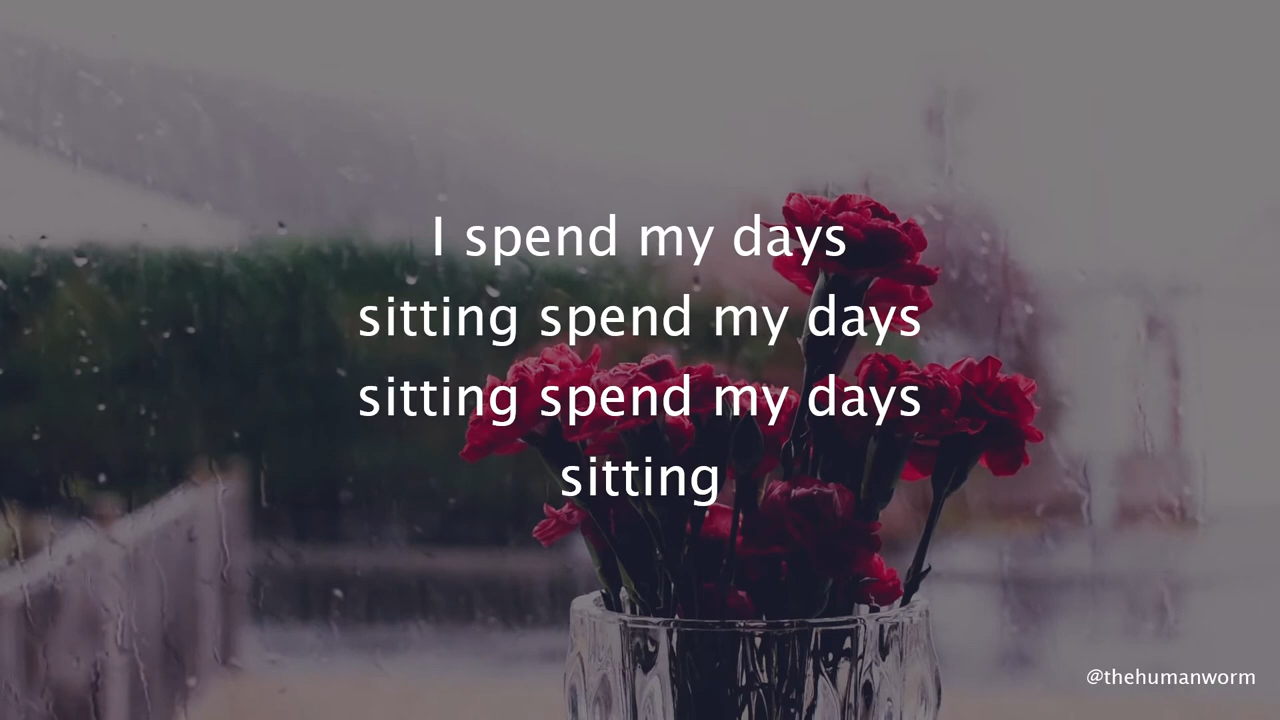 I spend my days
sitting spend my days
sitting spend my days
sitting
@thehumanworm